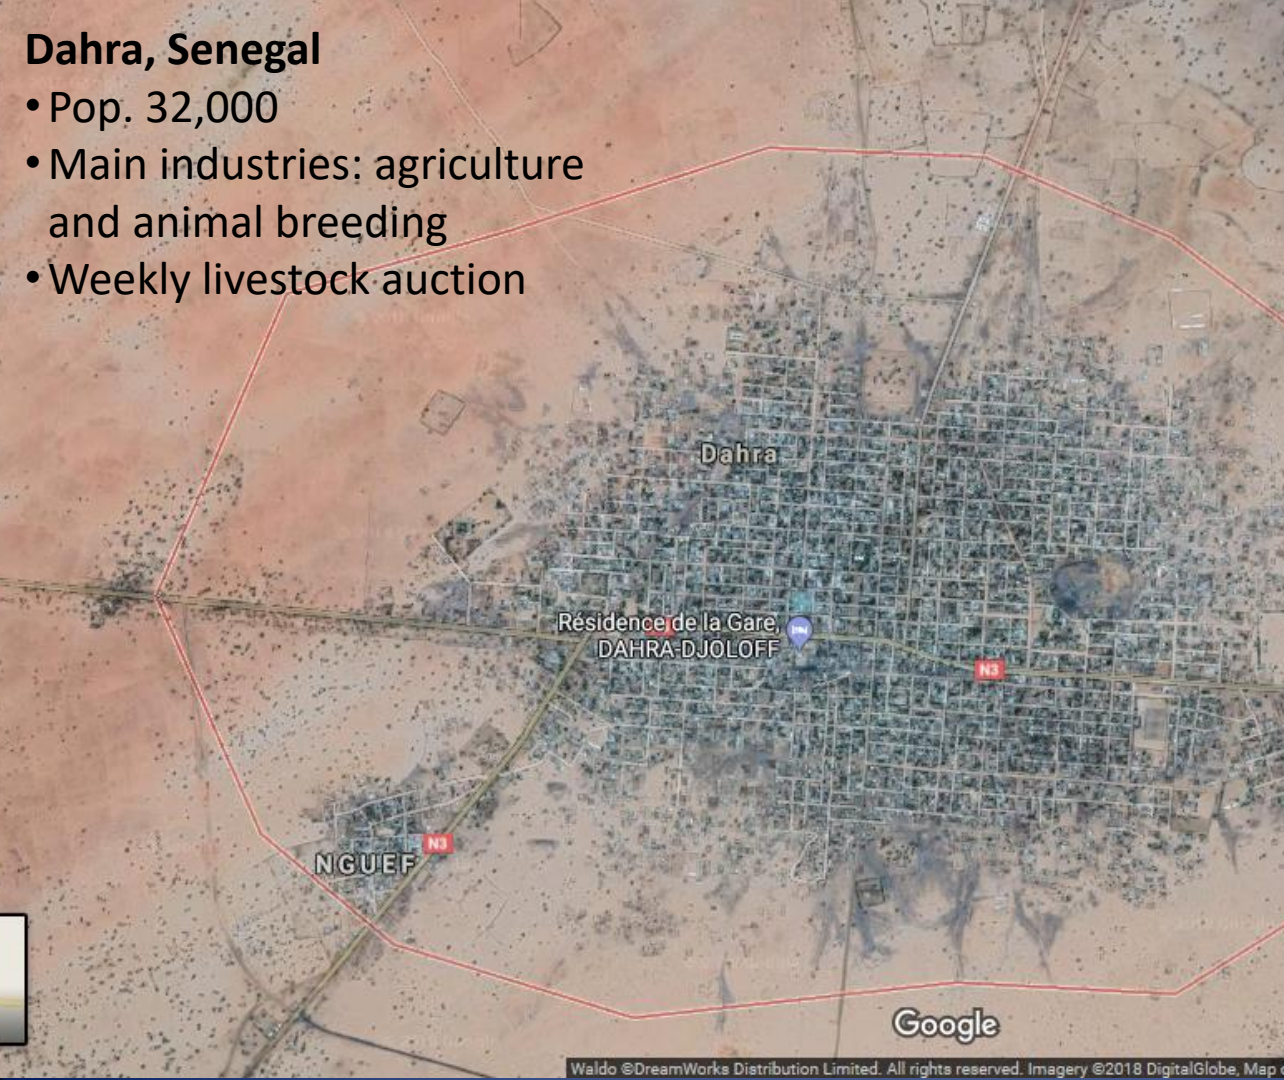 Dahra, Senegal
• Pop. 32,000
• Main industries: agriculture
and animal breeding
• Weekly livestock auction
Dahra
Résidence de la Gare,
DAHRA-DJOLOFF
N3
N3
NGUEF
Google
Waldo ©DreamWorks Distribution Limited. All rights reserved. Imagery ©2018 DigitalGlobe, Map